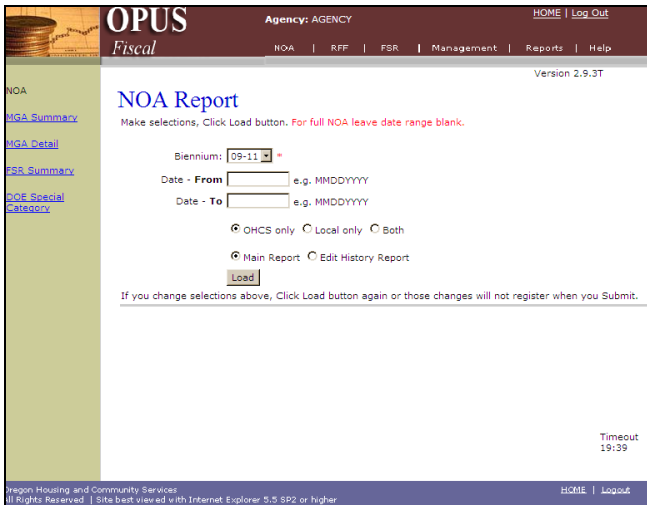 OPUS
Fiscal
Agency: AGENCY
HOME | Log Out
NOA | RFF | FSR | Management | Reports | Help
Version 2.9.3T
NOA
MGA Summary
MGA Detail
FSR Summary
DOE Special
Category
NOA Report
Make selections, Click Load button. For full NOA leave date range blank.
Biennium: 09-11 *
Date - From e.g. MMDDYYYY
Date - To e.g. MMDDYYYY
OHCS only Local only Both
Main Report Edit History Report
Load
If you change selections above, Click Load button again or those changes will not register when you Submit.
Timeout
19:39
Oregon Housing and Community Services
All Rights Reserved | Site best viewed with Internet Explorer 5.5 SP2 or higher
HOME | Logout